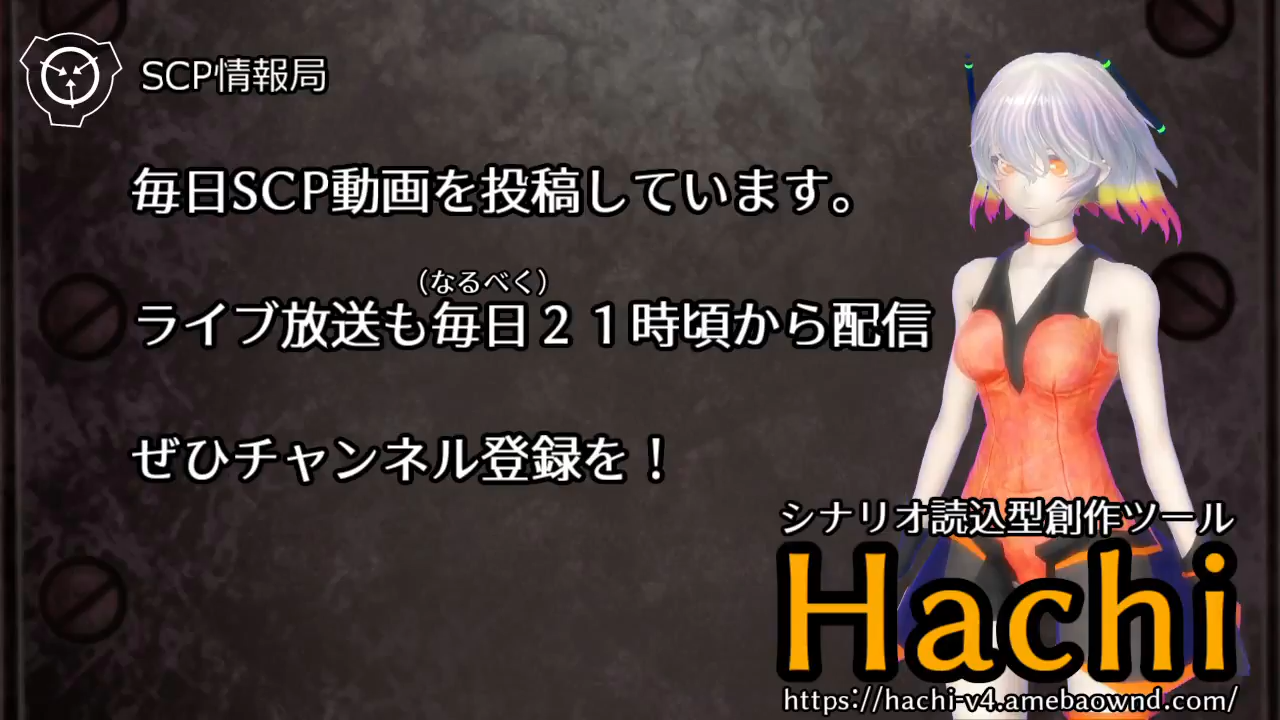 SCP情報局
毎日SCP動画を投稿しています。
(なるべく)
ライブ放送も毎日２１時頃から配信
ぜひチャンネル登録を！
シナリオ読込型創作ツール
Hachi
https://hachi-v4.amebaownd.com/